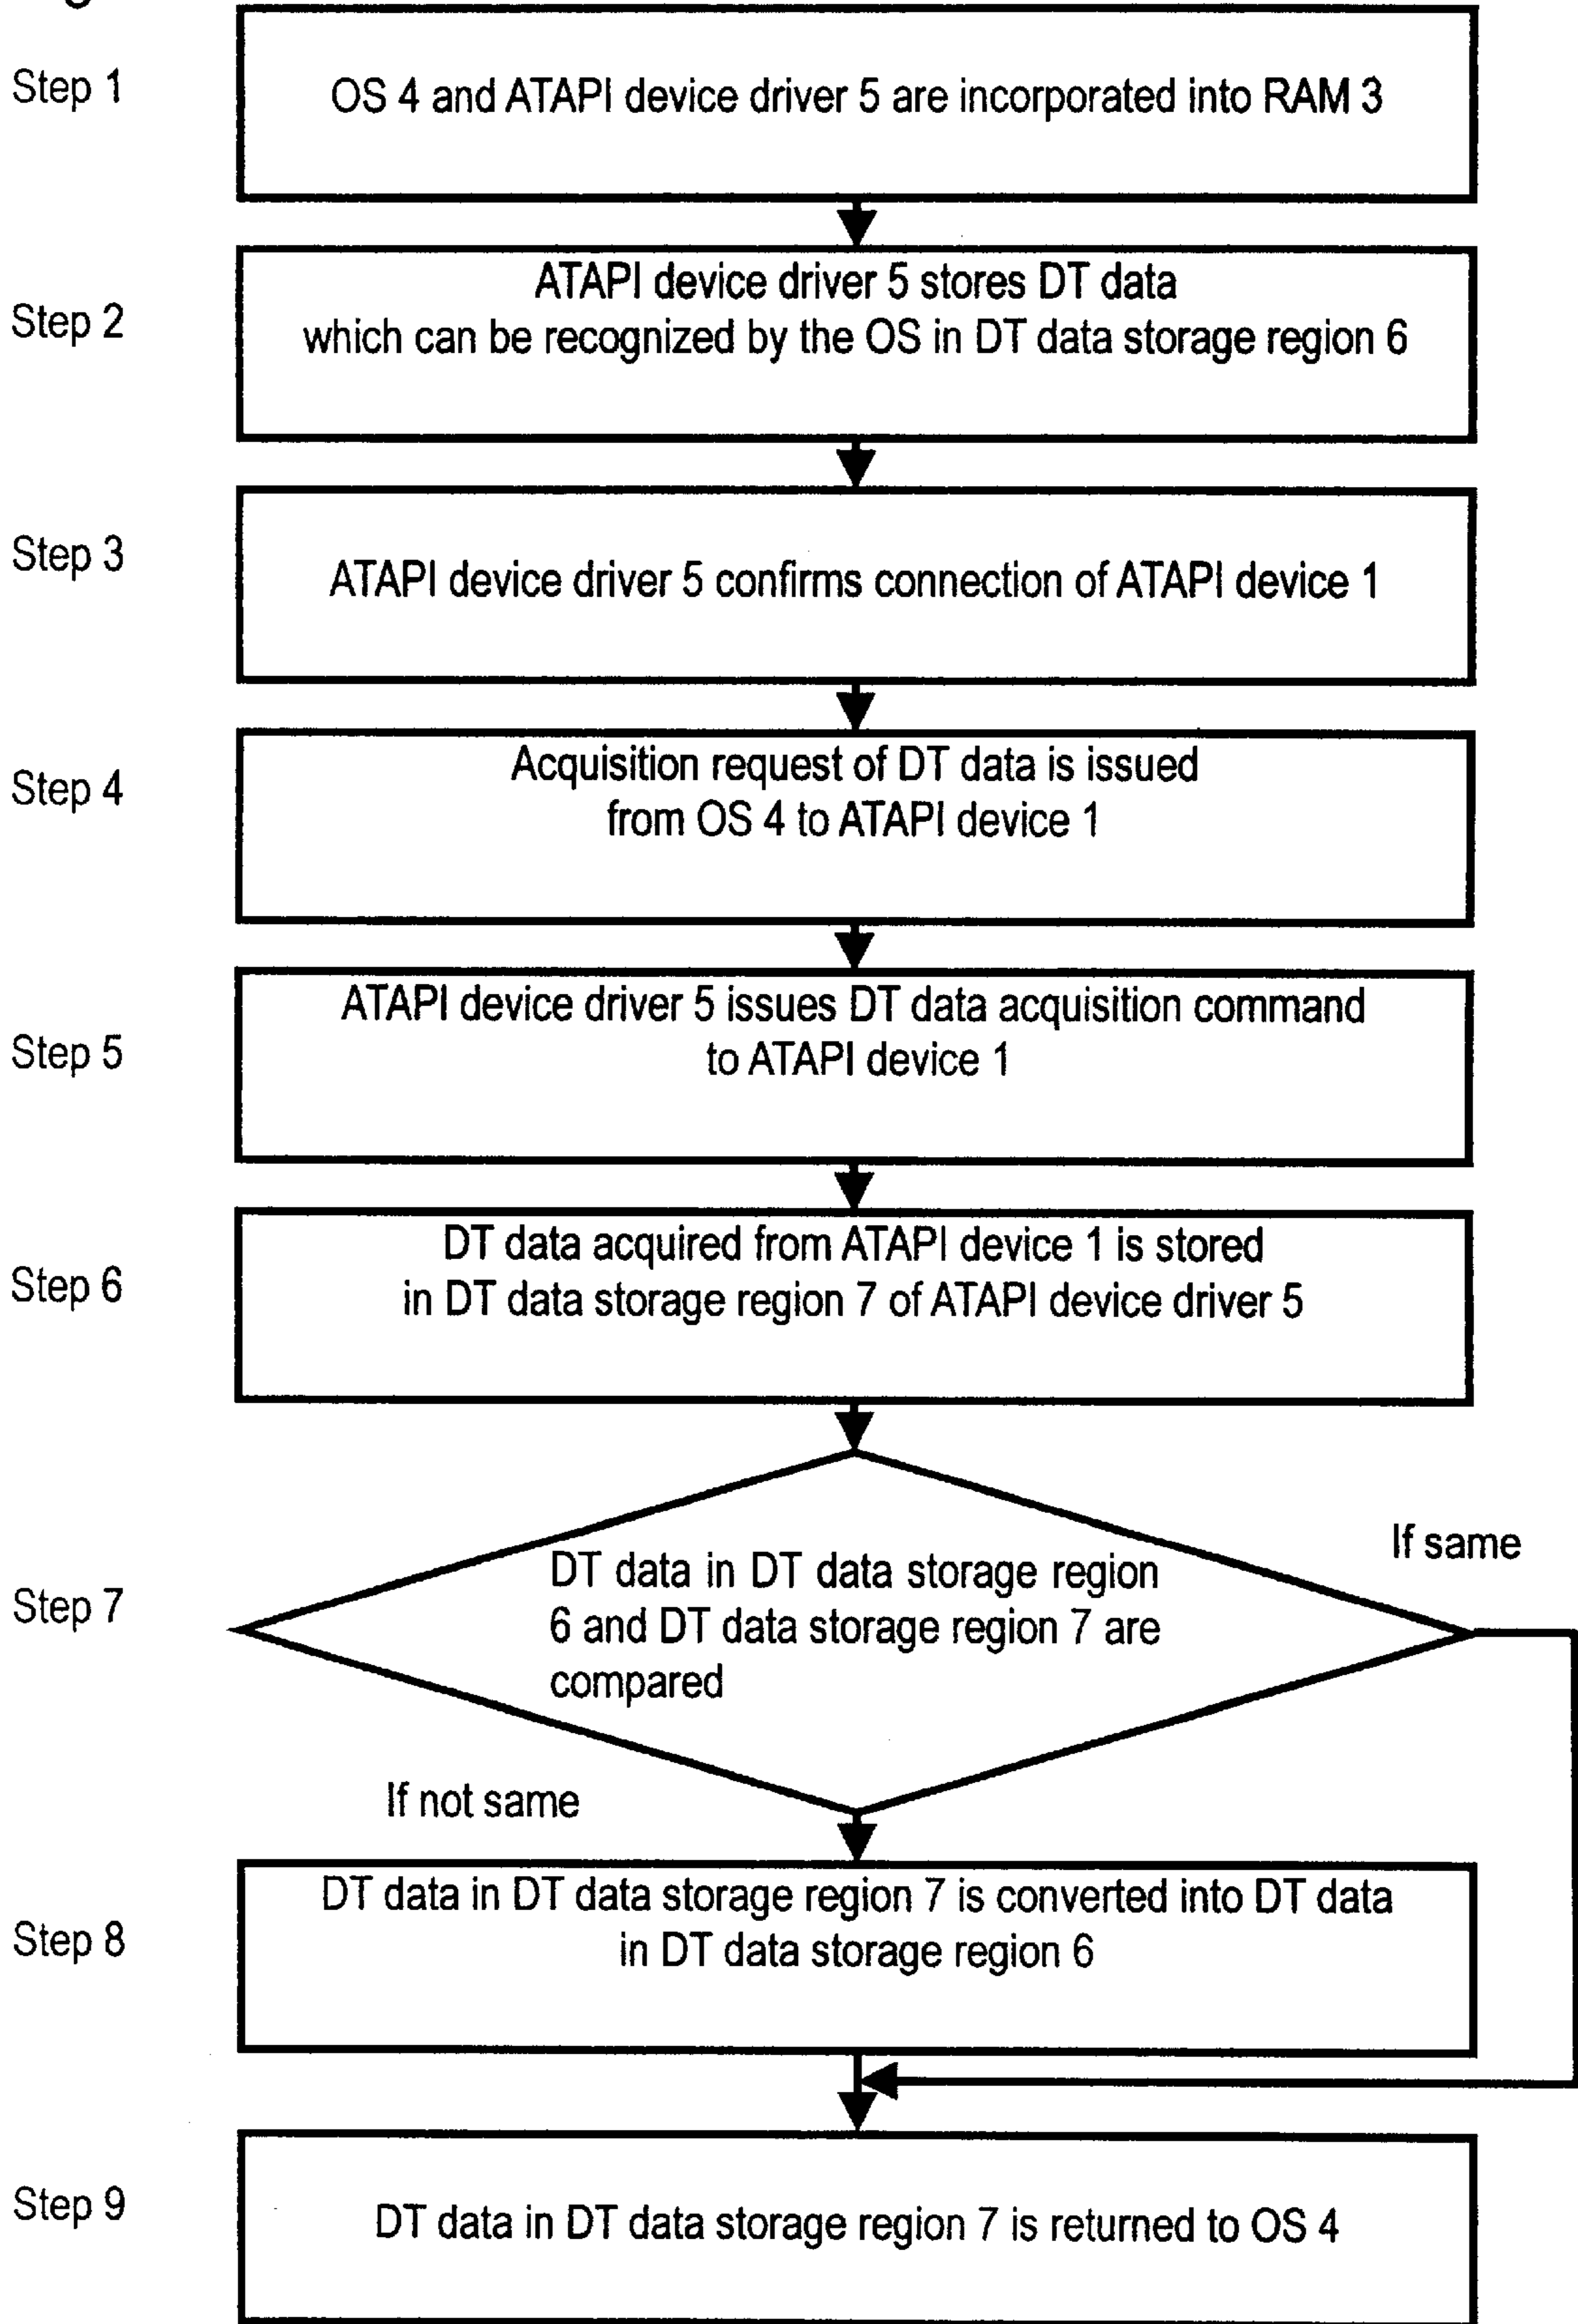 Step 1
OS 4 and ATAPI device driver 5 are incorporated into RAM 3
Step 2
ATAPI device driver 5 stores DT data
which can be recognized by the OS in DT data storage region 6
Step 3
ATAPI device driver 5 confirms connection of ATAPI device 1
Step 4
Acquisition request of DT data is issued
from OS 4 to ATAPI device 1
Step 5
ATAPI device driver 5 issues DT data acquisition command
to ATAPI device 1
Step 6
DT data acquired from ATAPI device 1 is stored
in DT data storage region 7 of ATAPI device driver 5
Step 7
DT data in DT data storage region
6 and DT data storage region 7 are
compared
If same
If not same
Step 8
DT data in DT data storage region 7 is converted into DT data
in DT data storage region 6
Step 9
DT data in DT data storage region 7 is returned to OS 4